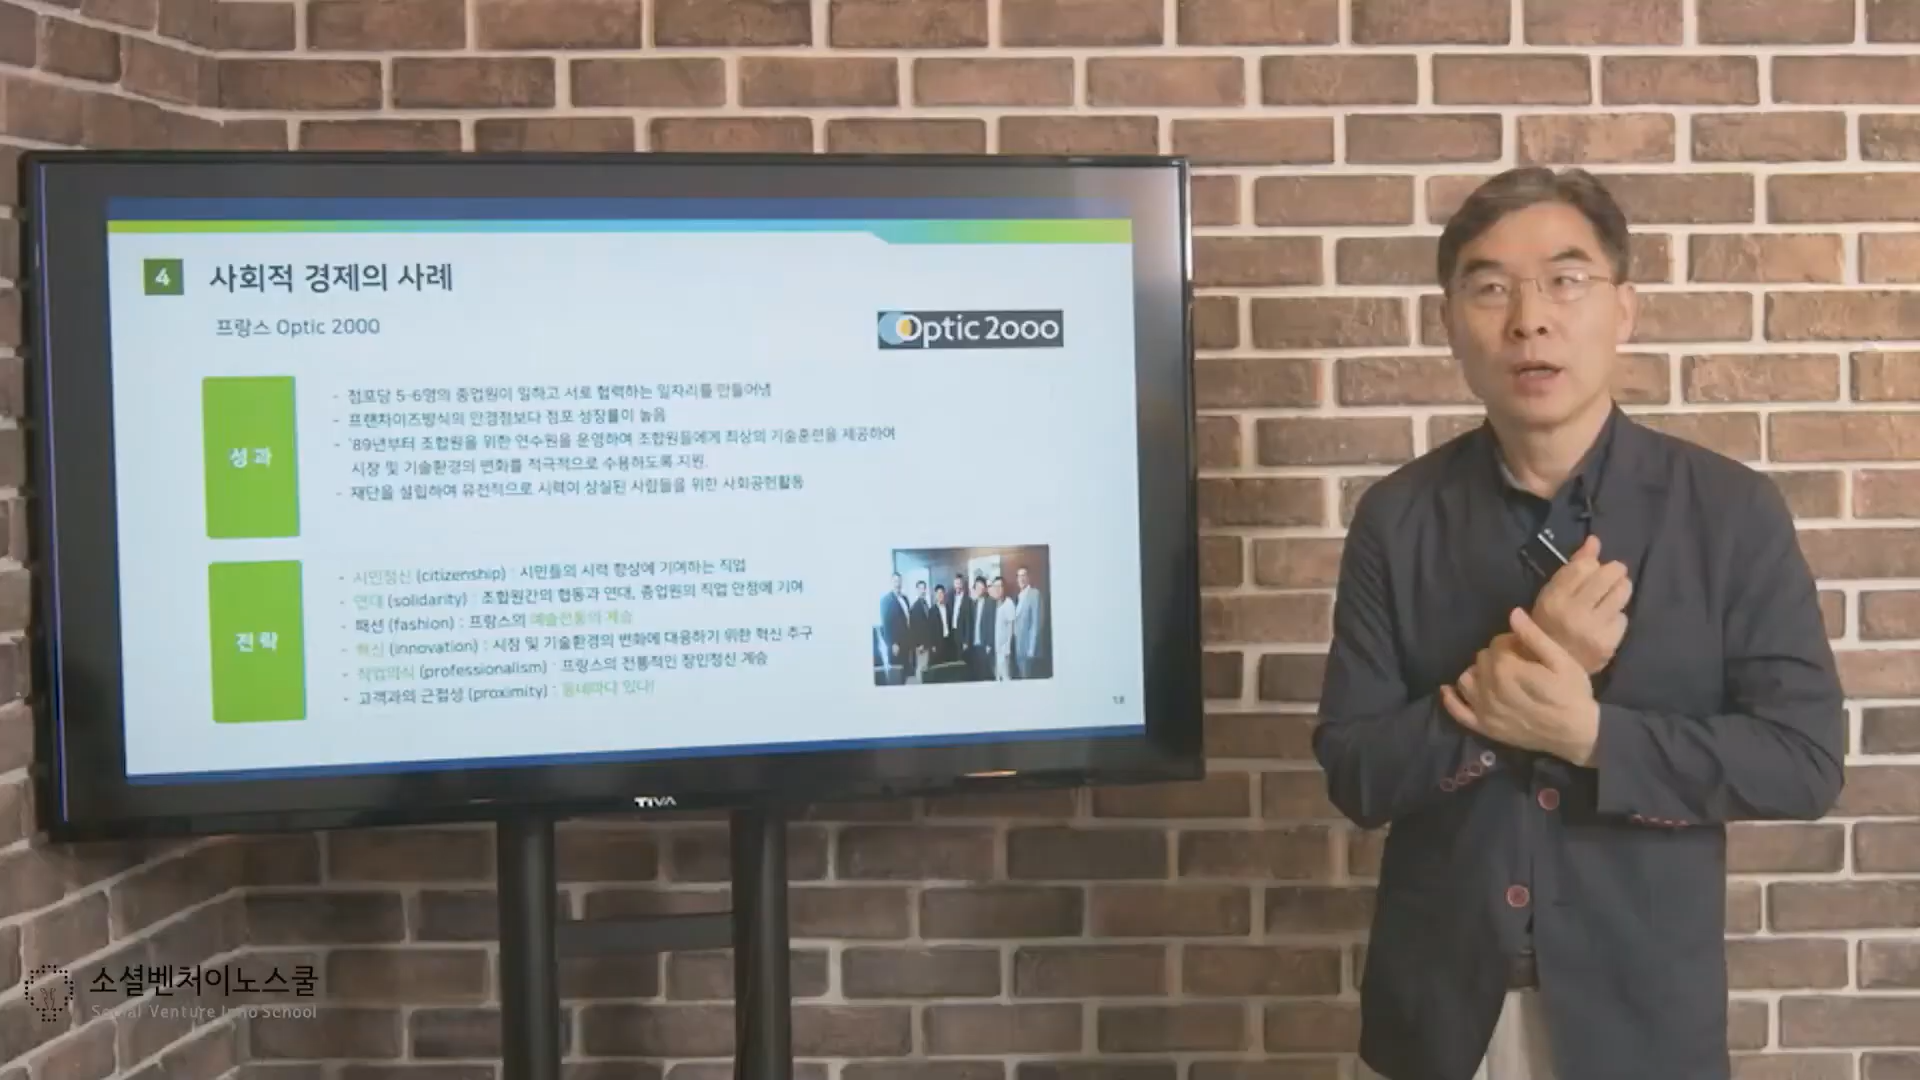 4 사회적 경제의 사례
프랑스 Optic 2000
Optic 2000
성과
- 점포당 5-6명의 종업원이 일하고 서로 협력하는 일자리를 만들어냄
- 프랜차이즈방식의 안경점보다 점포 성장률이 높음
- '89년부터 조합원을 위한 연수원을 운영하여 조합원들에게 최상의 기술훈련을 제공하여
시장 및 기술환경의 변화를 적극적으로 수용하도록 지원.
- 재단을 설립하여 유전적으로 시력이 상실된 사람들을 위한 사회공헌활동
전략
- 시민정신 (citizenship) : 시민들의 시력 향상에 기여하는 직업
- 연대 (solidarity) : 조합원간의 협동과 연대, 종업원의 직업 안정에 기여
- 패션 (fashion) : 프랑스의 예술전통의 계승
- 혁신 (innovation) : 시장 및 기술환경의 변화에 대응하기 위한 혁신 추구
- 직업의식 (professionalism) : 프랑스의 전통적인 장인정신 계승
- 고객과의 근접성 (proximity) : 동네마다 있다!
TIVA
소셜벤처이노스쿨
Social Venture Inno School